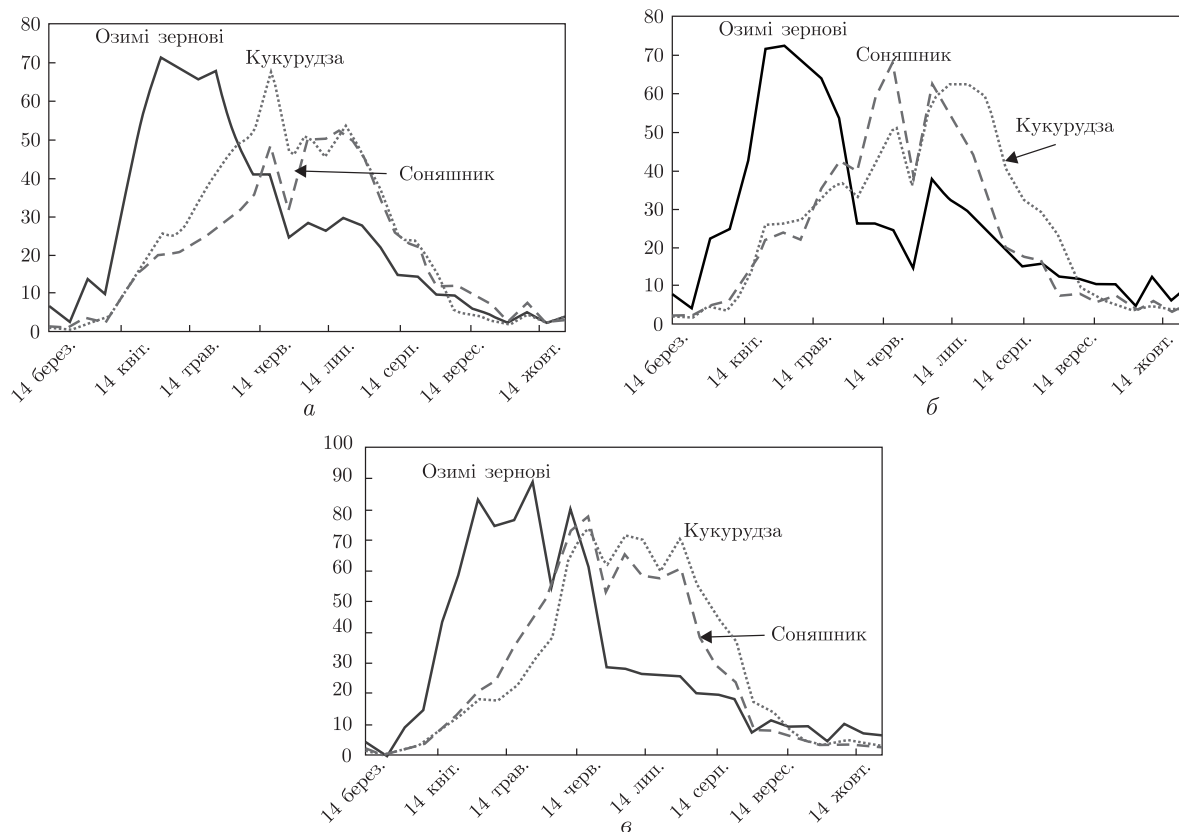 80
70
60
50
40
30
20
10
0
Озимі зернові
Кукурудза
Соняшник
14 берез.
14 квіт.
14 трав.
14 черв.
14 лип.
14 серп.
14 верес.
14 жовт.
а
80
70
60
50
40
30
20
10
0
Озимі зернові
Соняшник
Кукурудза
14 берез.
14 квіт.
14 трав.
14 черв.
14 лип.
14 серп.
14 верес.
14 жовт.
б
100
90
80
70
60
50
40
30
20
10
0
Озимі зернові
Кукурудза
Соняшник
14 берез.
14 квіт.
14 трав.
14 черв.
14 лип.
14 серп.
14 верес.
14 жовт.
в